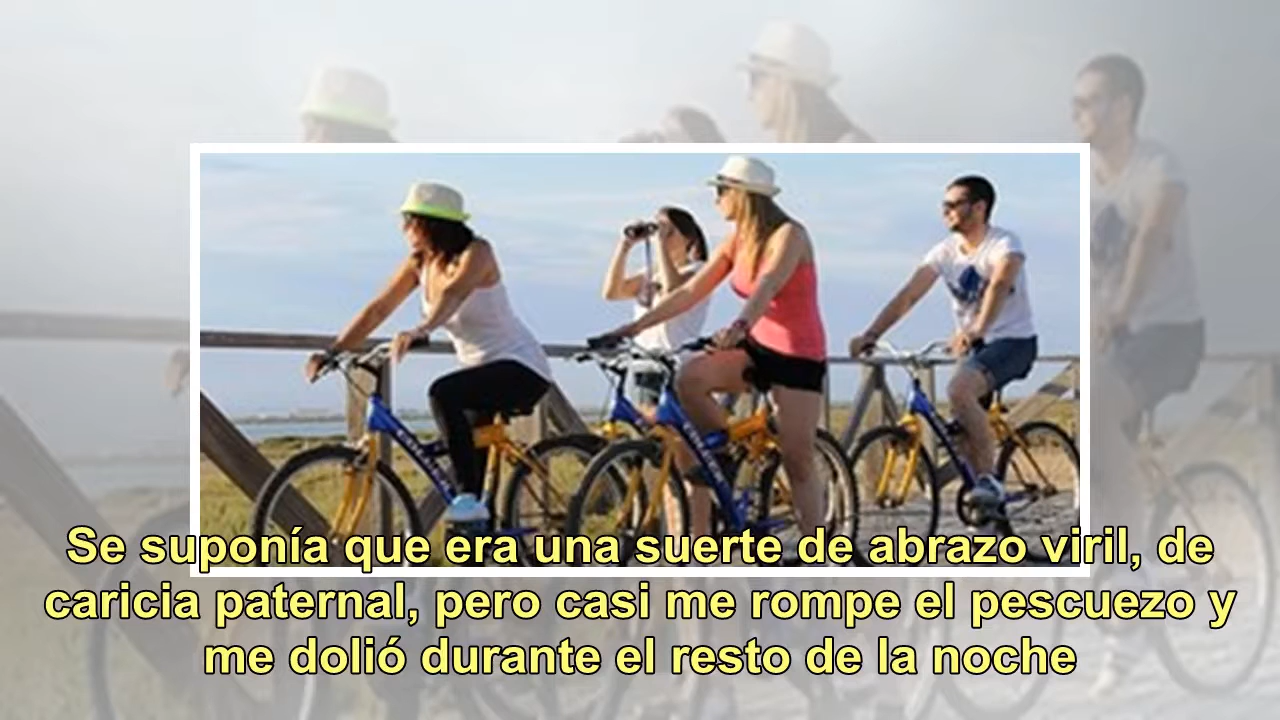 Se suponía que era una suerte de abrazo viril, de
caricia paternal, pero casi me rompe el pescuezo y
me dolió durante el resto de la noche